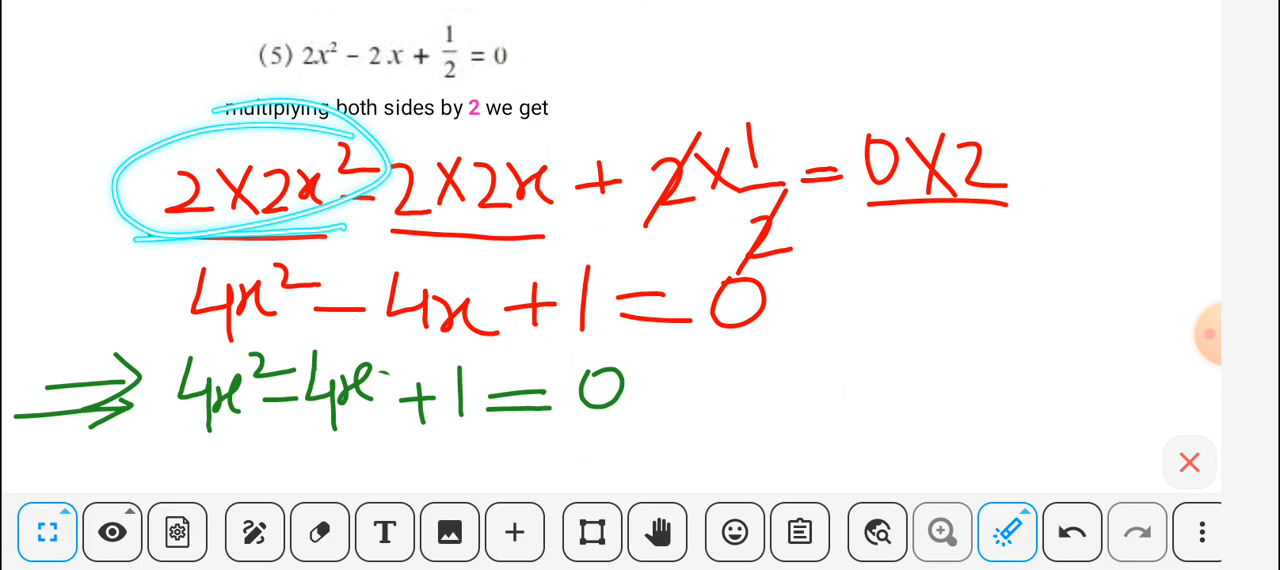 (5) 2x² − 2x + 1/2 = 0
multiplying both sides by 2 we get
2×2x² − 2×2x + 2×1/2 = 0×2
4x² − 4x + 1 = 0
⇒ 4x² − 4x + 1 = 0
T